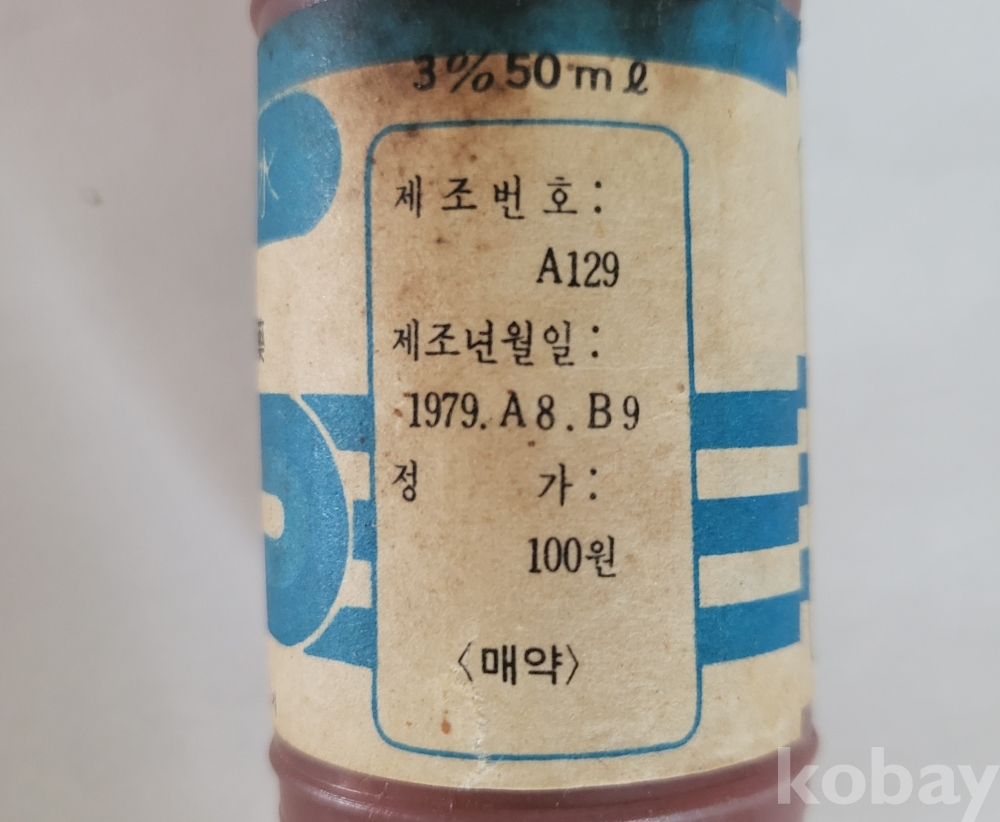 3% 50mℓ
水
제조번호:
A129
제조년월일:
1979. A8. B9
정 가:
100원
〈매약〉
kobay